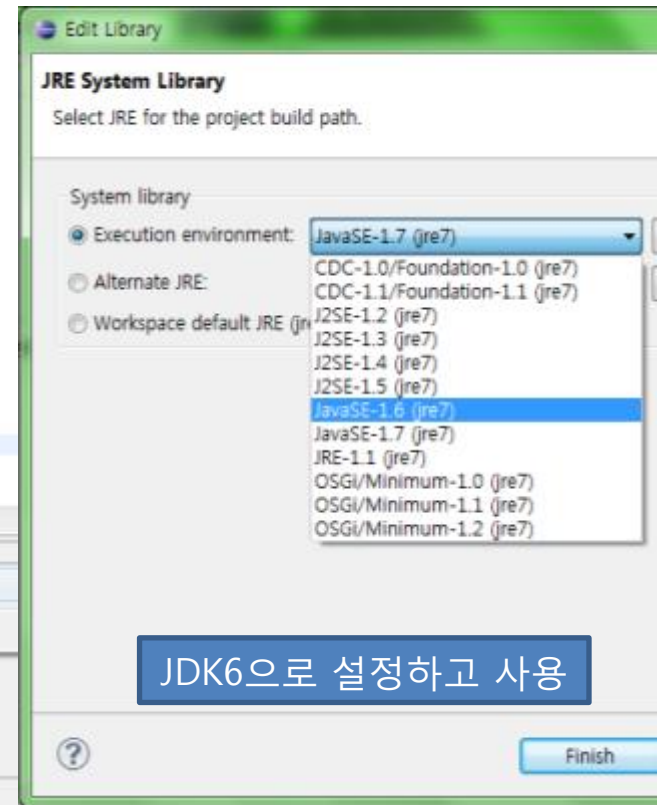 Edit Library
JRE System Library
Select JRE for the project build path.
System library
Execution environment: JavaSE-1.7 (jre7)
Alternate JRE:
Workspace default JRE
CDC-1.0/Foundation-1.0 (jre7)
CDC-1.1/Foundation-1.1 (jre7)
J2SE-1.2 (jre7)
J2SE-1.3 (jre7)
J2SE-1.4 (jre7)
J2SE-1.5 (jre7)
JavaSE-1.6 (jre7)
JavaSE-1.7 (jre7)
JRE-1.1 (jre7)
OSGi/Minimum-1.0 (jre7)
OSGi/Minimum-1.1 (jre7)
OSGi/Minimum-1.2 (jre7)
JDK6으로 설정하고 사용
?
Finish